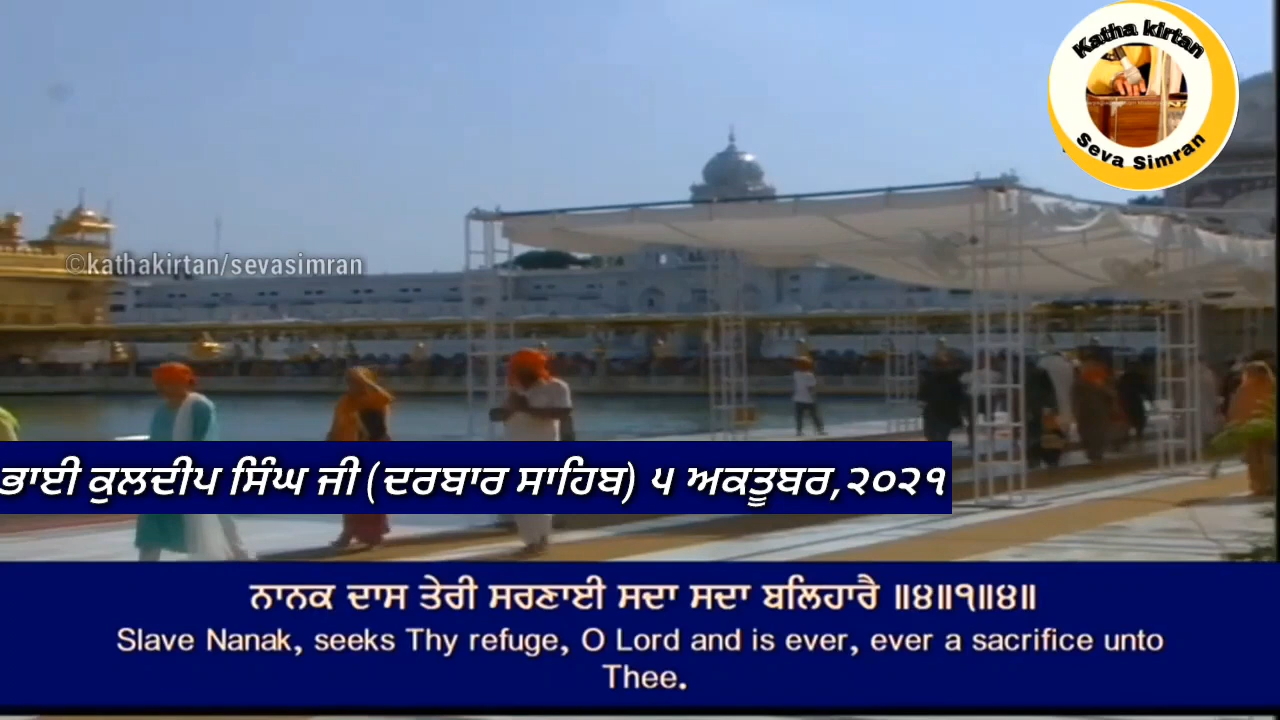 Katha kirtan
Seva Simran
©kathakirtan/sevasimran
ਭਾਈ ਕੁਲਦੀਪ ਸਿੰਘ ਜੀ (ਦਰਬਾਰ ਸਾਹਿਬ) ੫ ਅਕਤੂਬਰ,੨੦੨੧
ਨਾਨਕ ਦਾਸ ਤੇਰੀ ਸਰਣਾਈ ਸਦਾ ਸਦਾ ਬਲਿਹਾਰੈ ॥੪॥੧॥੪॥
Slave Nanak, seeks Thy refuge, O Lord and is ever, ever a sacrifice unto
Thee.